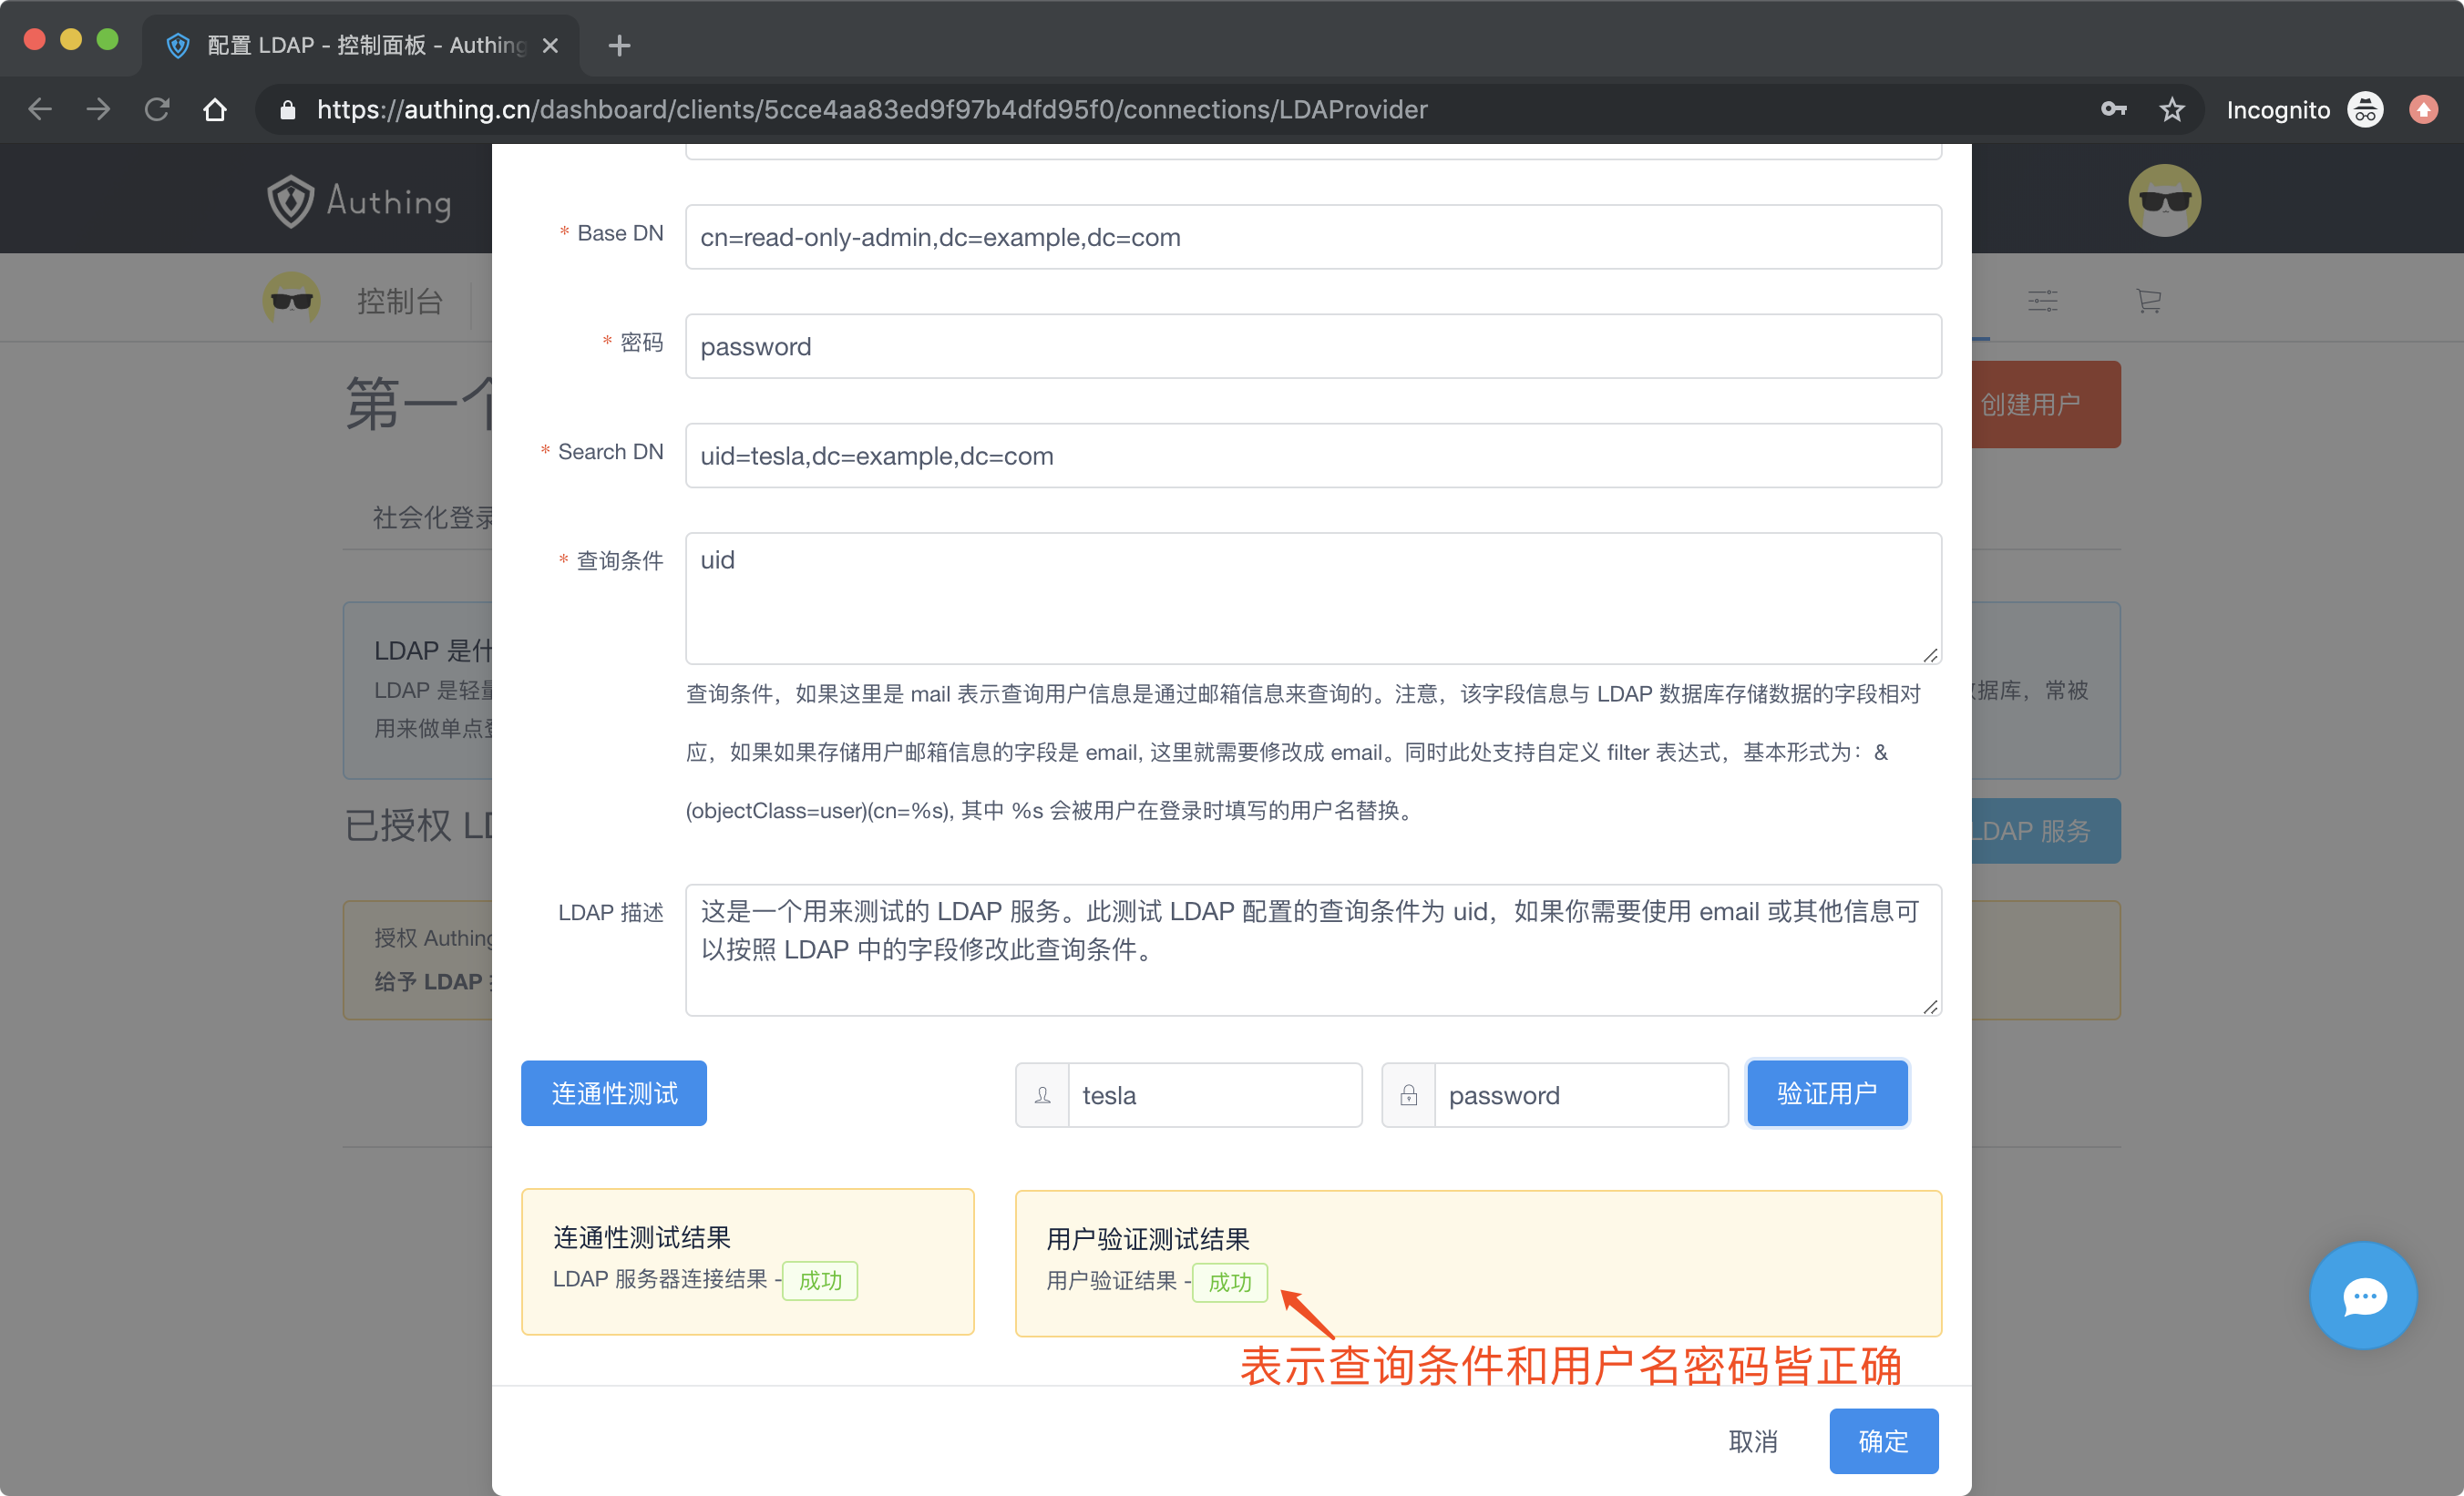 配置 LDAP - 控制面板 - Authing
https://authing.cn/dashboard/clients/5cce4aa83ed9f97b4dfd95f0/connections/LDAProvider
Incognito
Authing
控制台
第一个
创建用户
社会化登录
LDAP 是什
LDAP 是轻量
用来做单点登
数据库，常被
已授权 LD
LDAP 服务
授权 Authing
给予 LDAP
* Base DN
cn=read-only-admin,dc=example,dc=com
* 密码
password
* Search DN
uid=tesla,dc=example,dc=com
* 查询条件
uid
查询条件，如果这里是 mail 表示查询用户信息是通过邮箱信息来查询的。注意，该字段信息与 LDAP 数据库存储数据的字段相对
应，如果如果存储用户邮箱信息的字段是 email, 这里就需要修改成 email。同时此处支持自定义 filter 表达式，基本形式为：&
(objectClass=user)(cn=%s), 其中 %s 会被用户在登录时填写的用户名替换。
LDAP 描述
这是一个用来测试的 LDAP 服务。此测试 LDAP 配置的查询条件为 uid，如果你需要使用 email 或其他信息可
以按照 LDAP 中的字段修改此查询条件。
连通性测试
tesla
password
验证用户
连通性测试结果
LDAP 服务器连接结果 - 成功
用户验证测试结果
用户验证结果 - 成功
表示查询条件和用户名密码皆正确
取消
确定